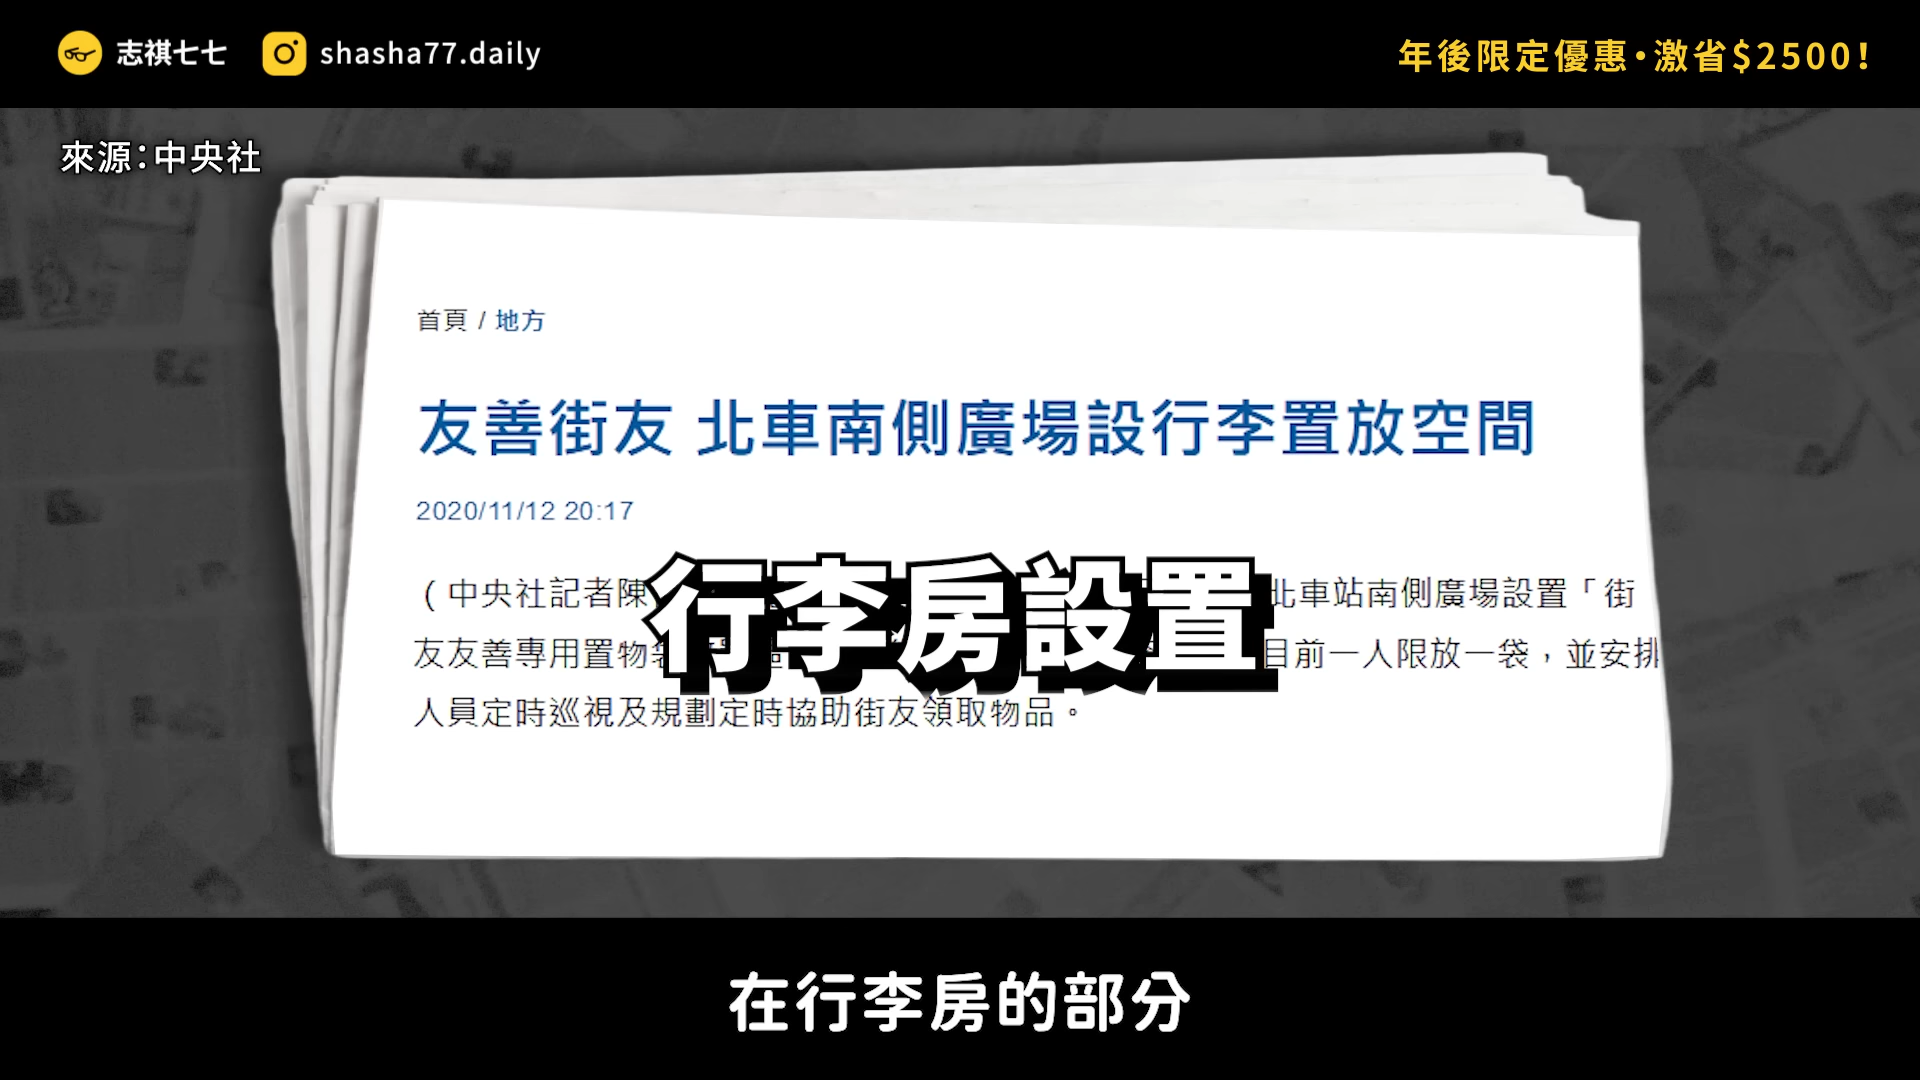 志祺七七
shasha77.daily
年後限定優惠•激省$2500!
來源:中央社
首頁 / 地方
友善街友 北車南側廣場設行李置放空間
2020/11/12 20:17
(中央社記者陳
北車站南側廣場設置「街
友友善專用置物
目前一人限放一袋，並安排
人員定時巡視及規劃定時協助街友領取物品。
行李房設置
在行李房的部分